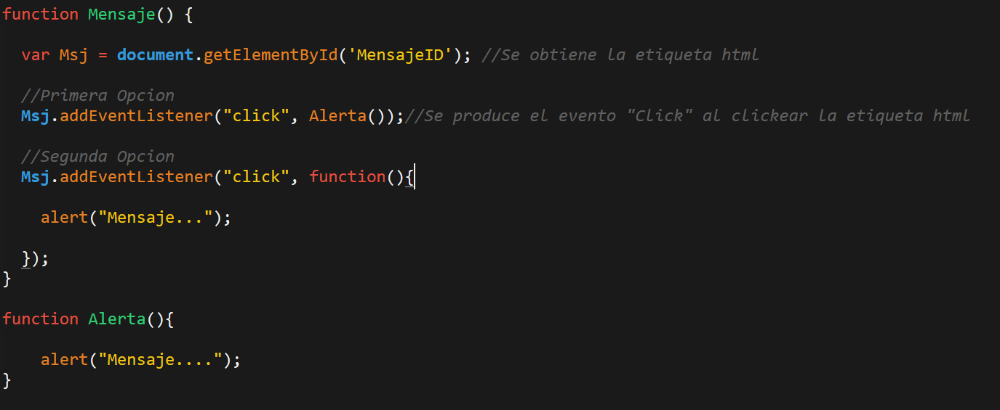 function Mensaje() {
var Msj = document.getElementById('MensajeID'); //Se obtiene la etiqueta html
//Primera Opcion
Msj.addEventListener("click", Alerta());//Se produce el evento "Click" al clickear la etiqueta html
//Segunda Opcion
Msj.addEventListener("click", function(){
alert("Mensaje...");
});
}
function Alerta(){
alert("Mensaje....");
}